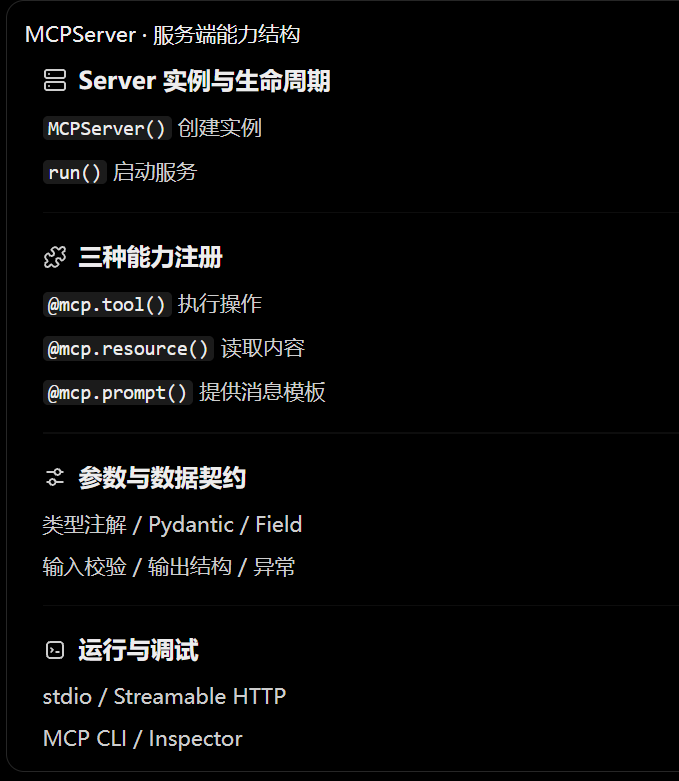 MCPServer · 服务端能力结构
Server 实例与生命周期
MCPServer() 创建实例
run() 启动服务
三种能力注册
@mcp.tool() 执行操作
@mcp.resource() 读取内容
@mcp.prompt() 提供消息模板
参数与数据契约
类型注解 / Pydantic / Field
输入校验 / 输出结构 / 异常
运行与调试
stdio / Streamable HTTP
MCP CLI / Inspector